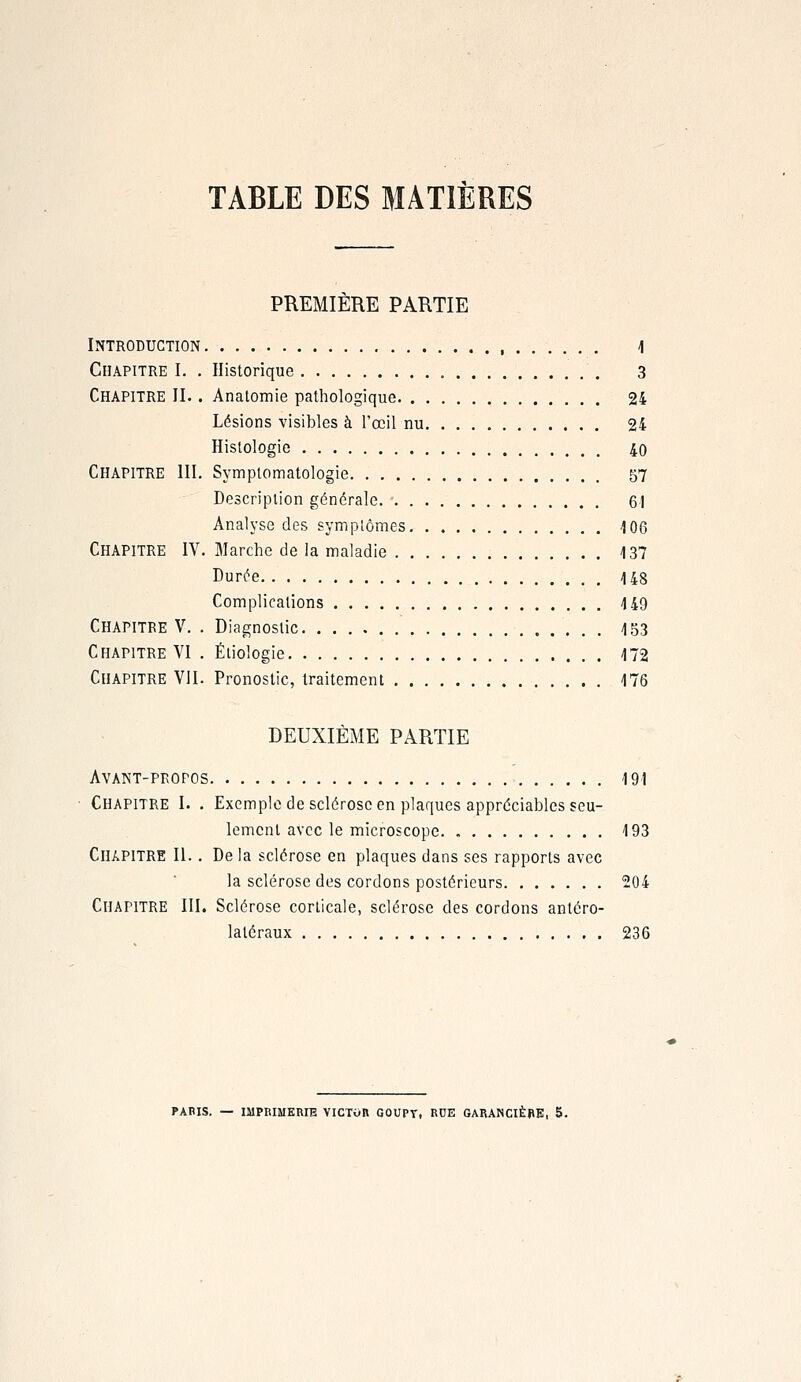 TABLE DES MATIÈRES
PREMIÈRE PARTIE
INTRODUCTION. . . . . . . . . . . . . . . . . . . , . . . . . . 1
CHAPITRE I. . Historique . . . . . . . . . . . . . . . . . . . . 3
CHAPITRE II. . Anatomie pathologique. . . . . . . . . . . . . . 24
Lésions visibles à l'œil nu. . . . . . . . . . . . 24
Histologie . . . . . . . . . . . . . . . . . . . . 40
CHAPITRE III. Symptomatologie. . . . . . . . . . . . . . . . . 57
Description générale. . . . . . . . . . . . . . . 61
Analyse des symptômes. . . . . . . . . . . . . . 106
CHAPITRE IV. Marche de la maladie . . . . . . . . . . . . . . 137
Durée. . . . . . . . . . . . . . . . . . . . . . . 148
Complications . . . . . . . . . . . . . . . . . . 149
CHAPITRE V. . Diagnostic. . . . . . . . . . . . . . . . . . . . 153
CHAPITRE VI . Étiologie. . . . . . . . . . . . . . . . . . . . . 172
CHAPITRE VII. Pronostic, traitement . . . . . . . . . . . . . . 176
DEUXIÈME PARTIE
AVANT-PROPOS. . . . . . . . . . . . . . . . . . . . . . . . . . 191
CHAPITRE I. . Exemple de sclérose en plaques appréciables seu-
lement avec le microscope. . . . . . . . . . . 193
CHAPITRE II. . De la sclérose en plaques dans ses rapports avec
la sclérose des cordons postérieurs. . . . . . . 204
CHAPITRE III. Sclérose corticale, sclérose des cordons antéro-
latéraux . . . . . . . . . . . . . . . . . . . . 236
PARIS. — IMPRIMERIE VICTOR GOUPY, RUE GARANCIÈRE, 5.